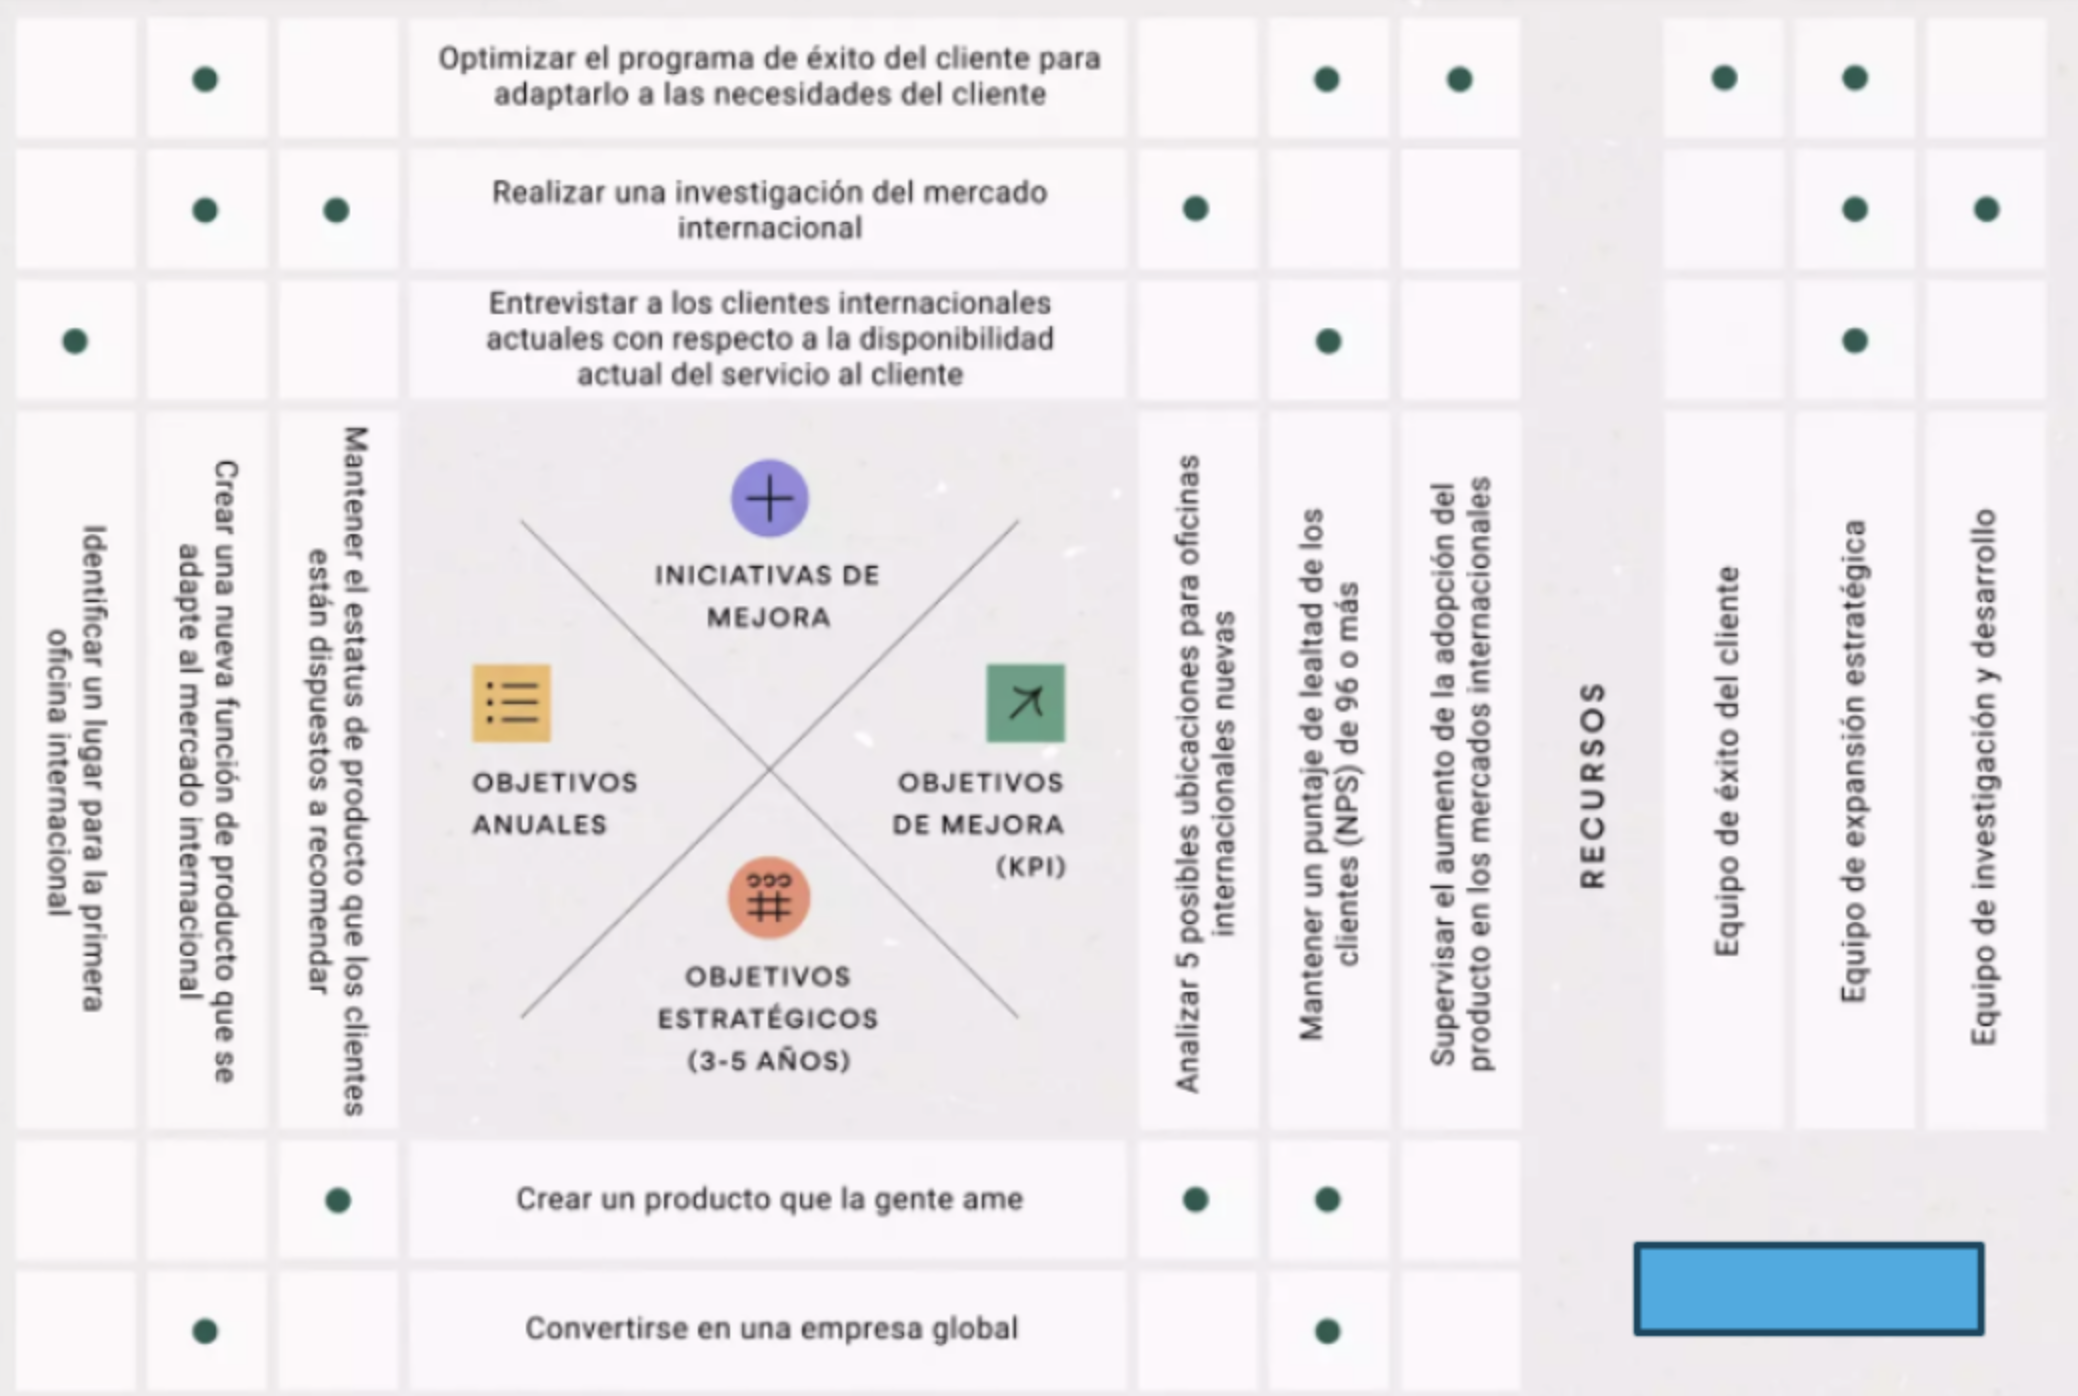 Optimizar el programa de éxito del cliente para
adaptarlo a las necesidades del cliente
Realizar una investigación del mercado
internacional
Entrevistar a los clientes internacionales
actuales con respecto a la disponibilidad
actual del servicio al cliente
Identificar un lugar para la primera
oficina internacional
Crear una nueva función de producto que se
adapte al mercado internacional
Mantener el estatus de producto que los clientes
están dispuestos a recomendar
INICIATIVAS DE
MEJORA
OBJETIVOS
ANUALES
OBJETIVOS
DE MEJORA
(KPI)
OBJETIVOS
ESTRATÉGICOS
(3-5 AÑOS)
Analizar 5 posibles ubicaciones para oficinas
internacionales nuevas
Mantener un puntaje de lealtad de los
clientes (NPS) de 96 o más
Supervisar el aumento de la adopción del
producto en los mercados internacionales
RECURSOS
Equipo de éxito del cliente
Equipo de expansión estratégica
Equipo de investigación y desarrollo
Crear un producto que la gente ame
Convertirse en una empresa global